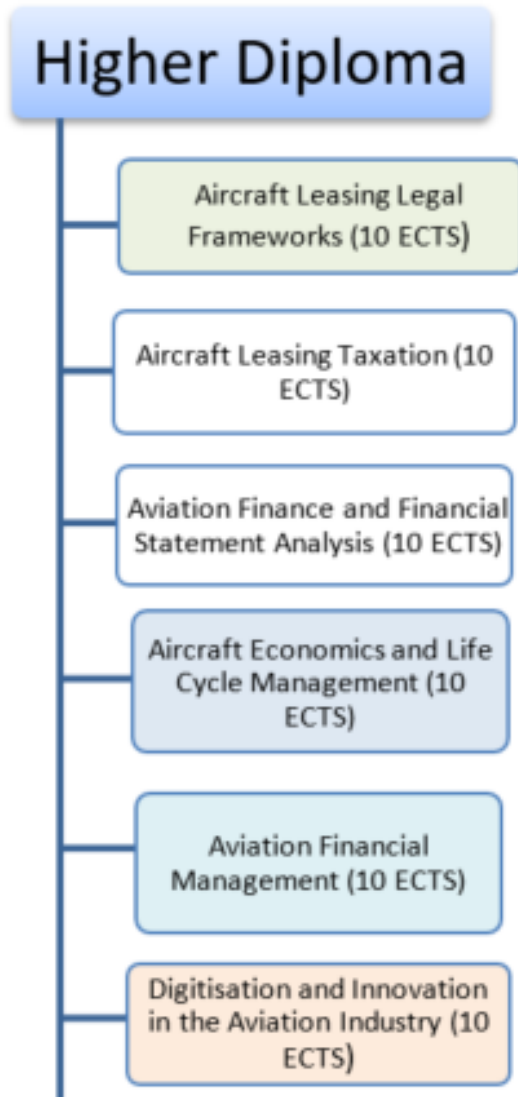 Higher Diploma
Aircraft Leasing Legal
Frameworks (10 ECTS)
Aircraft Leasing Taxation (10
ECTS)
Aviation Finance and Financial
Statement Analysis (10 ECTS)
Aircraft Economics and Life
Cycle Management (10
ECTS)
Aviation Financial
Management (10 ECTS)
Digitisation and Innovation
in the Aviation Industry (10
ECTS)